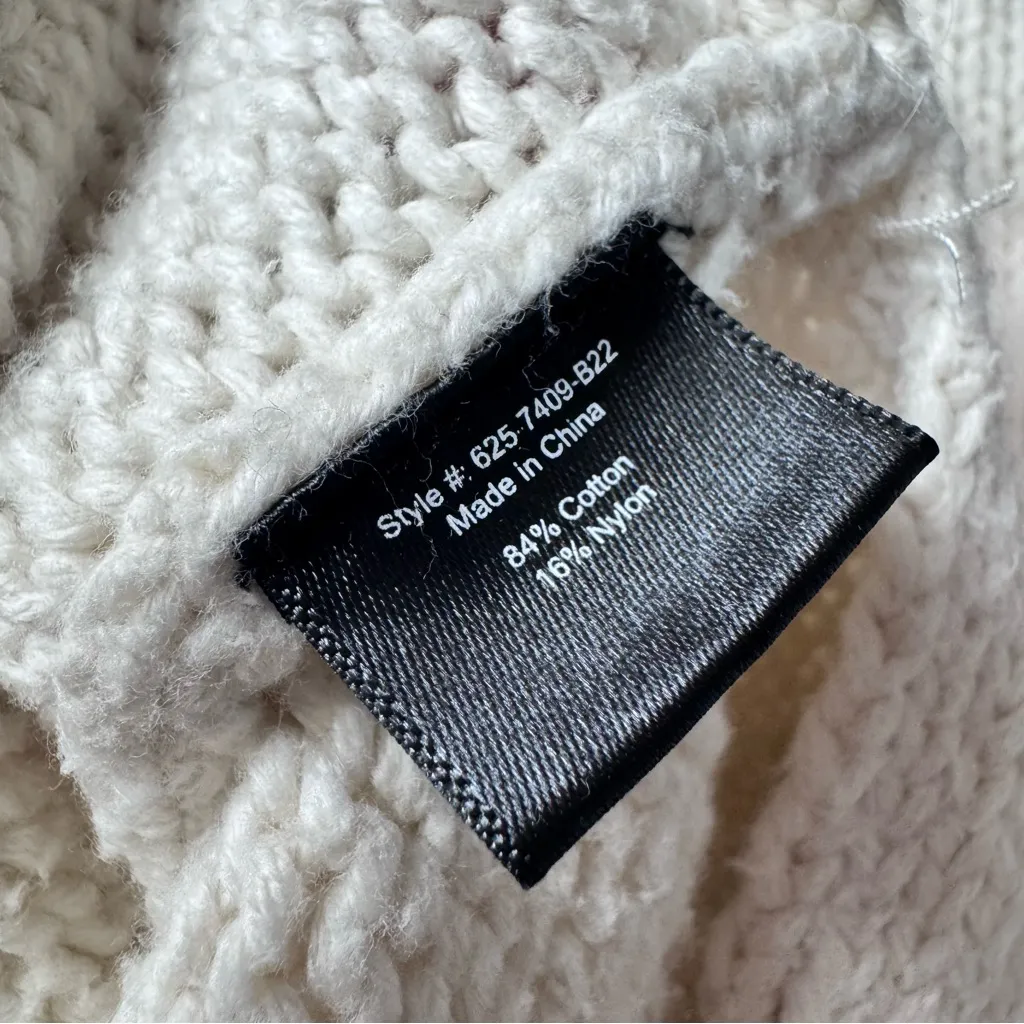 Style #: 625-7409-B22
Made in China
84% Cotton
16% Nylon